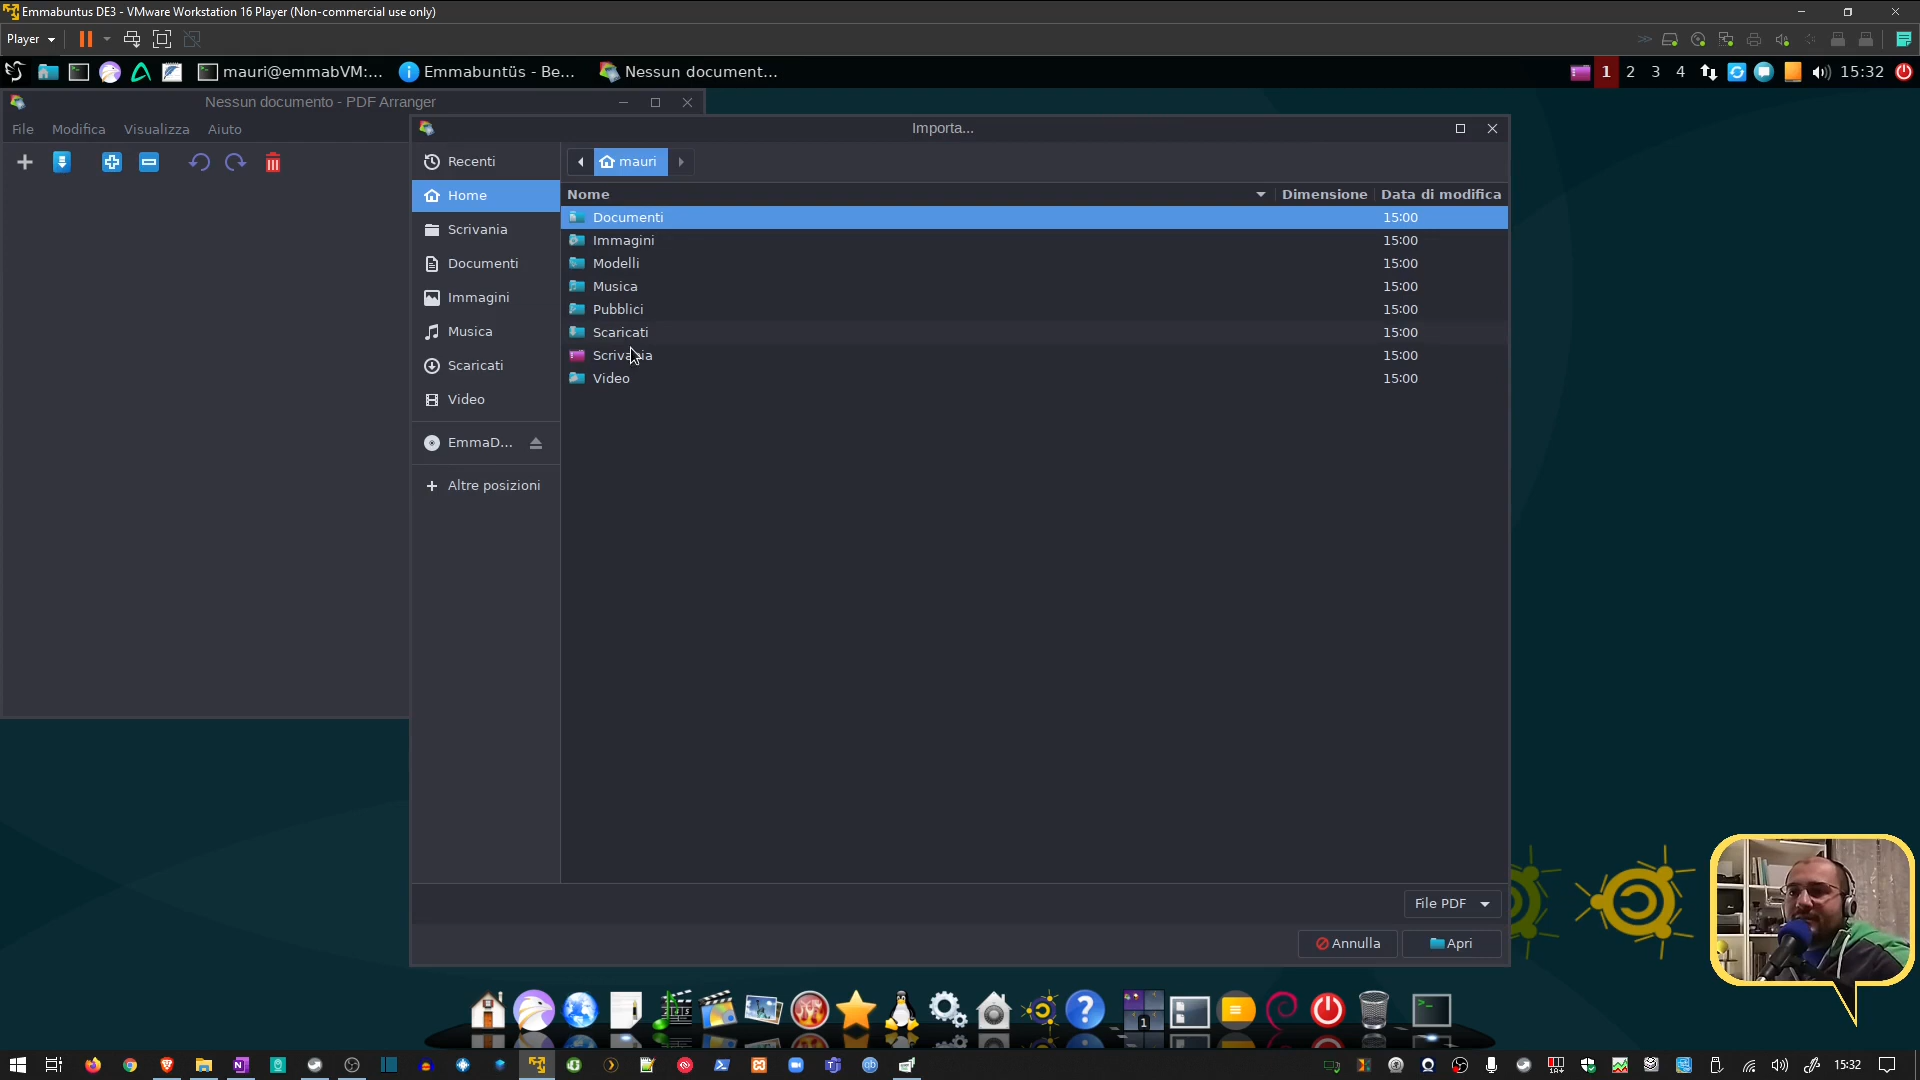 Emmabuntus DE3 - VMware Workstation 16 Player (Non-commercial use only)
Player
mauri@emmabVM:...
Emmabuntüs - Be...
Nessun document...
1 2 3 4
15:32
Nessun documento - PDF Arranger
File Modifica Visualizza Aiuto
Importa...
Recenti
Home
Scrivania
Documenti
Immagini
Musica
Scaricati
Video
EmmaD...
Altre posizioni
mauri
Nome Dimensione Data di modifica
Documenti 15:00
Immagini 15:00
Modelli 15:00
Musica 15:00
Pubblici 15:00
Scaricati 15:00
Scrivania 15:00
Video 15:00
File PDF
Annulla
Apri
1
15:32